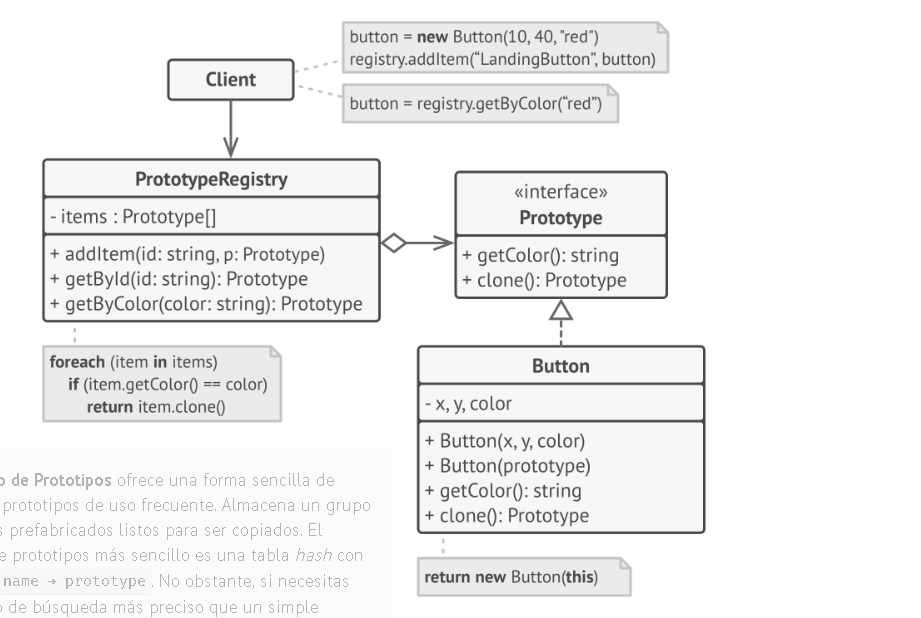 button = new Button(10, 40, "red")
registry.addItem(“LandingButton”, button)
Client
button = registry.getByColor(“red”)
PrototypeRegistry
- items : Prototype[]
+ addItem(id: string, p: Prototype)
+ getById(id: string): Prototype
+ getByColor(color: string): Prototype
«interface»
Prototype
+ getColor(): string
+ clone(): Prototype
foreach (item in items)
if (item.getColor() == color)
return item.clone()
Button
- x, y, color
+ Button(x, y, color)
+ Button(prototype)
+ getColor(): string
+ clone(): Prototype
return new Button(this)
de Prototipos ofrece una forma sencilla de
prototipos de uso frecuente. Almacena un grupo
prefabricados listos para ser copiados. El
prototipos más sencillo es una tabla hash con
name → prototype. No obstante, si necesitas
de búsqueda más preciso que un simple